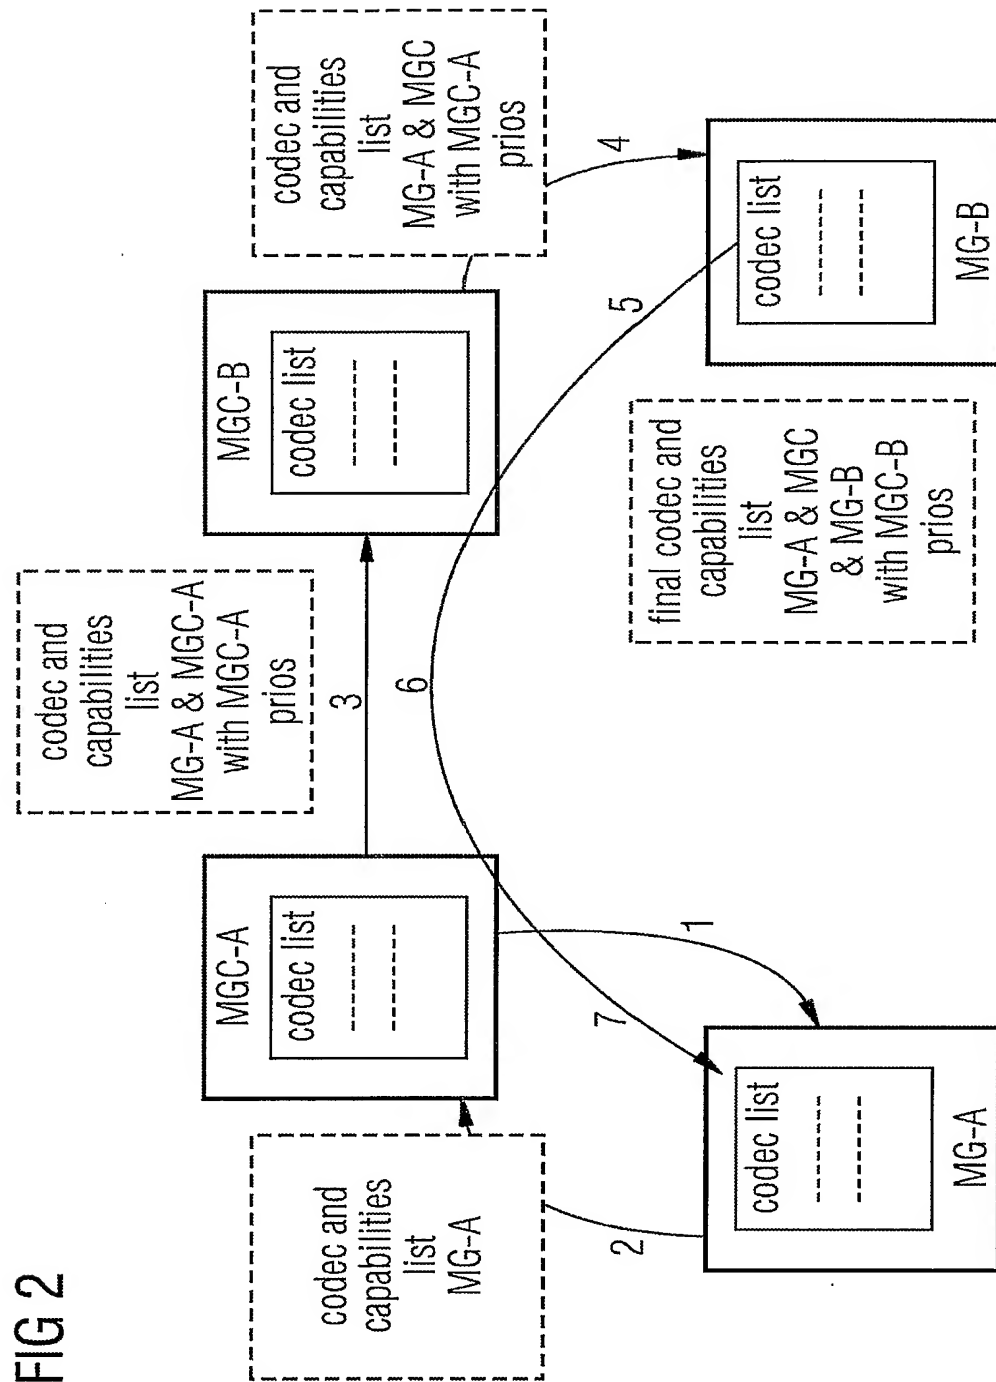 FIG 2
codec and
capabilities
list
MG-A
2
MGC-A
codec list
1
MG-A
codec list
codec and
capabilities
list
MG-A & MGC-A
with MGC-A
prios
3
MGC-B
codec list
codec and
capabilities
list
MG-A & MGC
with MGC-A
prios
4
codec list
MG-B
5
6
7
final codec and
capabilities
list
MG-A & MGC
& MG-B
with MGC-B
prios